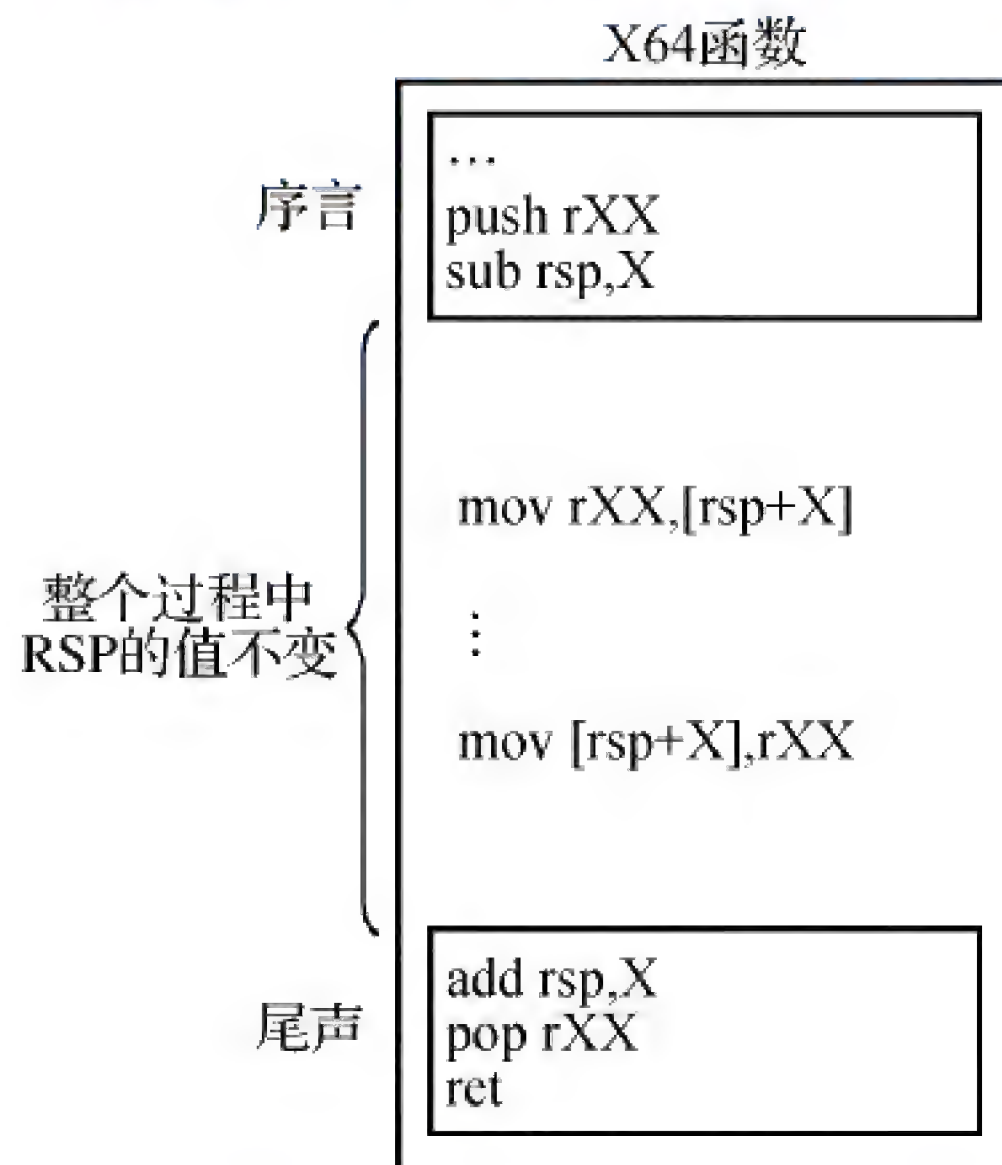 X64函数
序言
…
push rXX
sub rsp,X
整个过程中
RSP的值不变
mov rXX,[rsp+X]
⋮
mov [rsp+X],rXX
尾声
add rsp,X
pop rXX
ret